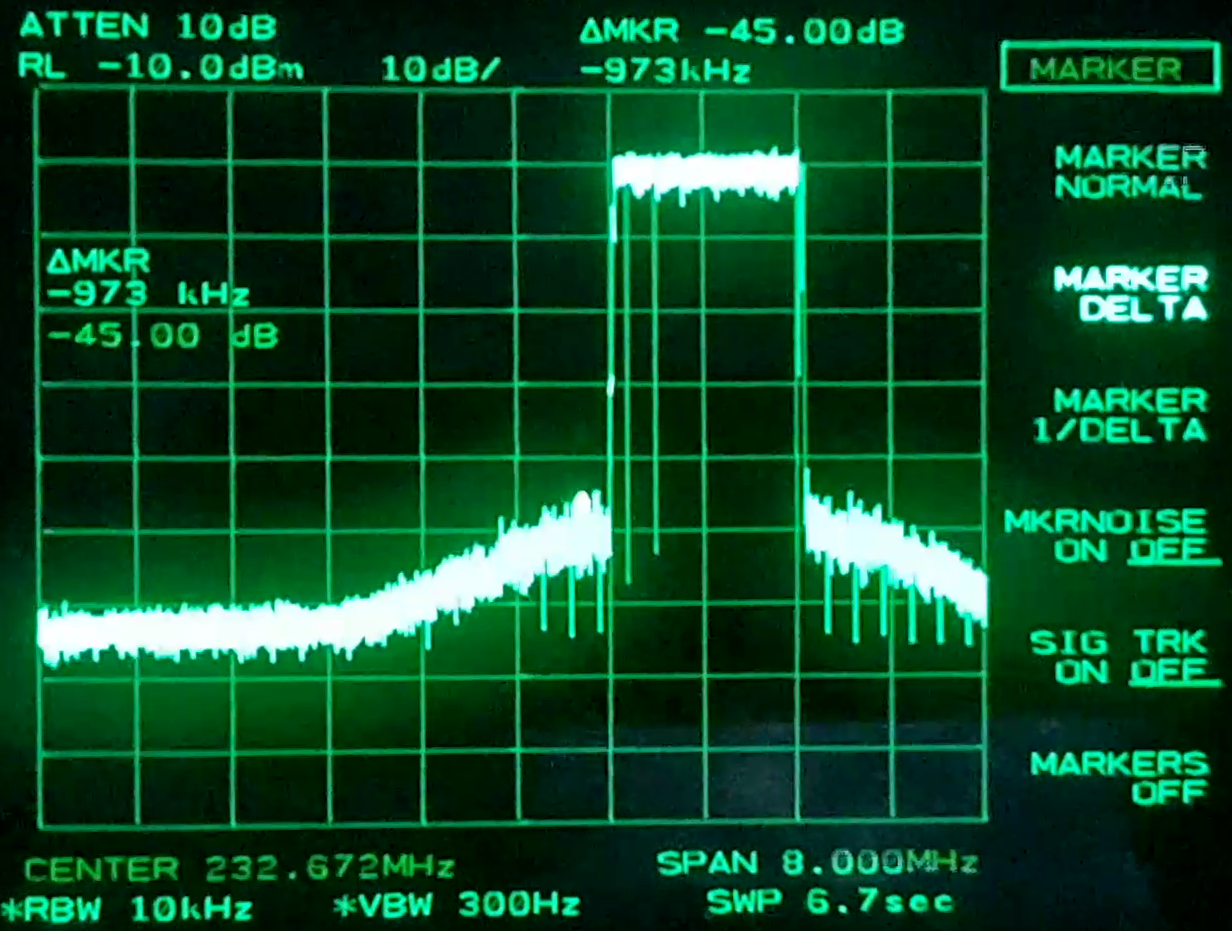 ATTEN 10dB
RL -10.0dBm 10dB/
ΔMKR -45.00dB
-973kHz
ΔMKR
-973 kHz
-45.00 dB
MARKER
MARKER
NORMAL
MARKER
DELTA
MARKER
1/DELTA
MKRNOISE
ON OFF
SIG TRK
ON OFF
MARKERS
OFF
CENTER 232.672MHz SPAN 8.000MHz
*RBW 10kHz *VBW 300Hz SWP 6.7sec